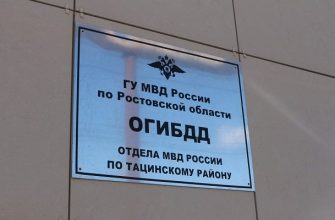 ГУ МВД России
по Ростовской области
ОГИБДД
ОТДЕЛА МВД РОССИИ
ПО ТАЦИНСКОМУ РАЙОНУ